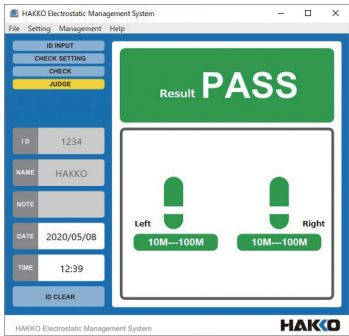 HAKKO Electrostatic Management System
File Setting Management Help
ID INPUT
CHECK SETTING
CHECK
JUDGE
Result PASS
ID 1234
NAME HAKKO
NOTE
DATE 2020/05/08
TIME 12:39
ID CLEAR
Left Right
10M—100M 10M—100M
HAKKO Electrostatic Management System HAKKO